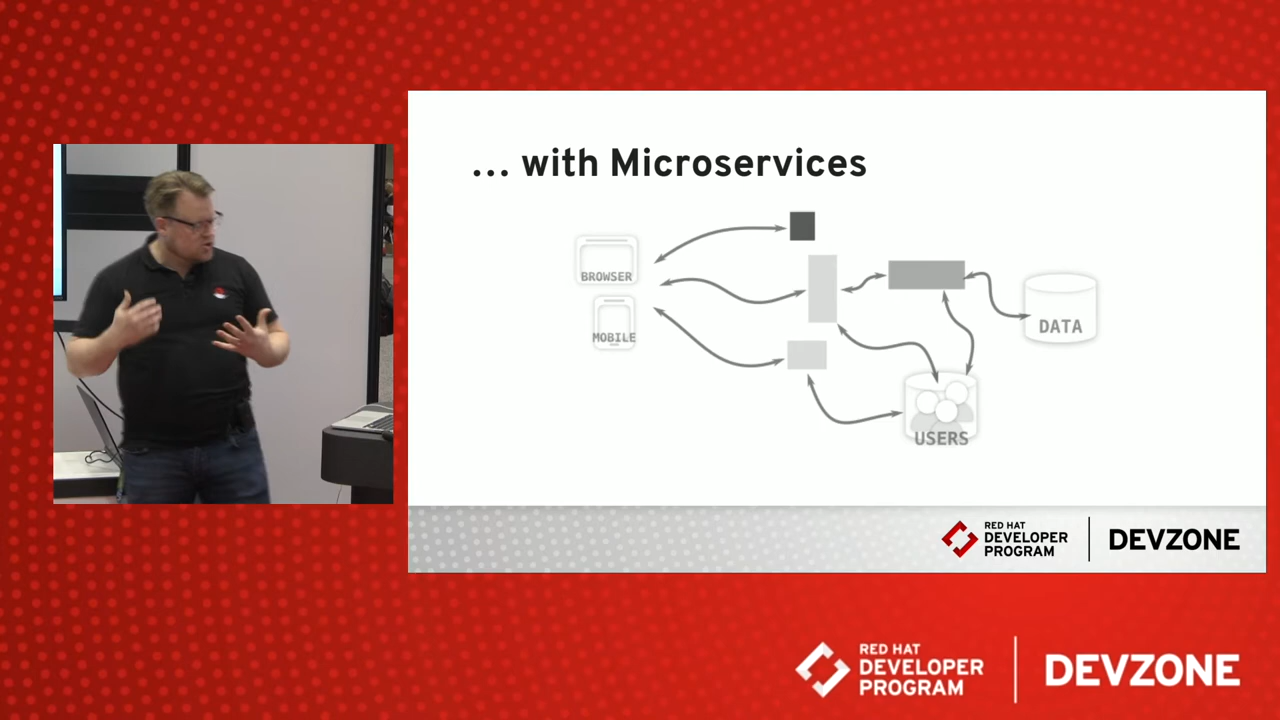 ... with Microservices
BROWSER
MOBILE
DATA
USERS
RED HAT
DEVELOPER
PROGRAM
DEVZONE
RED HAT
DEVELOPER
PROGRAM
DEVZONE